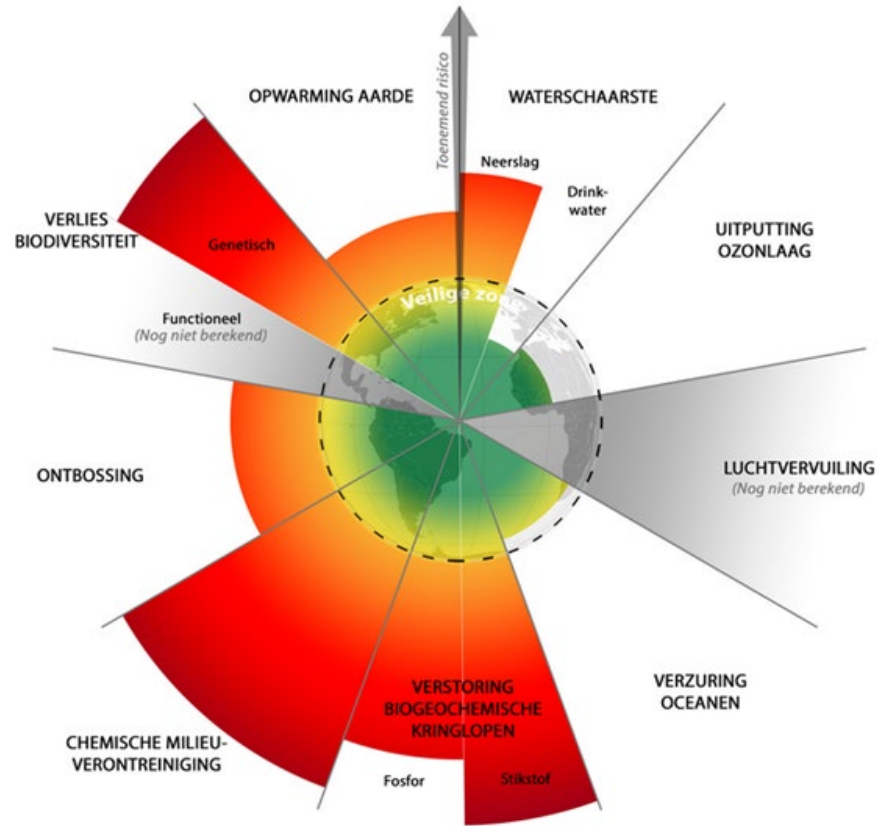 OPWARMING AARDE
Toenemend risico
WATERSCHAARSTE
Neerslag
Drink-
water
UITPUTTING
OZONLAAG
VERLIES
BIODIVERSITEIT
Genetisch
Functioneel
(Nog niet berekend)
Veilige zone
LUCHTVERVUILING
(Nog niet berekend)
ONTBOSSING
VERZURING
OCEANEN
VERSTORING
BIOGEOCHEMISCHE
KRINGLOPEN
CHEMISCHE MILIEU-
VERONTREINIGING
Fosfor
Stikstof